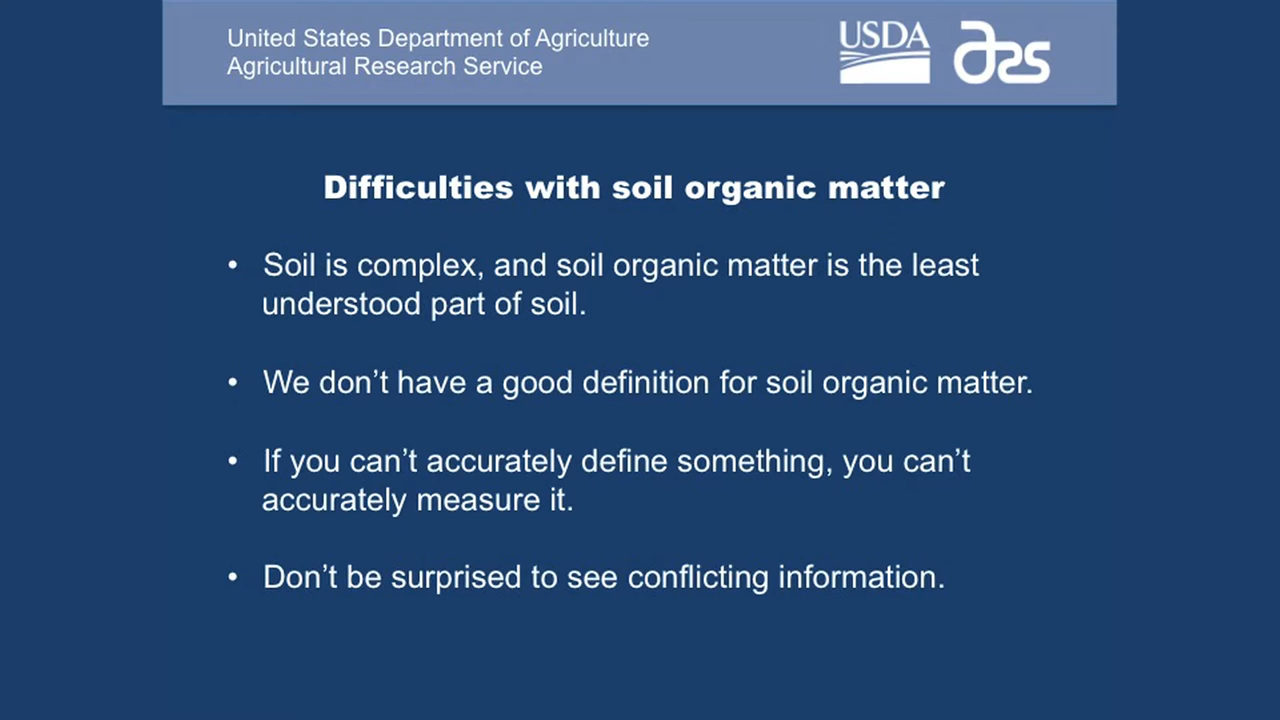 United States Department of Agriculture
Agricultural Research Service
USDA
ars
Difficulties with soil organic matter
• Soil is complex, and soil organic matter is the least
understood part of soil.
• We don’t have a good definition for soil organic matter.
• If you can’t accurately define something, you can’t
accurately measure it.
• Don’t be surprised to see conflicting information.